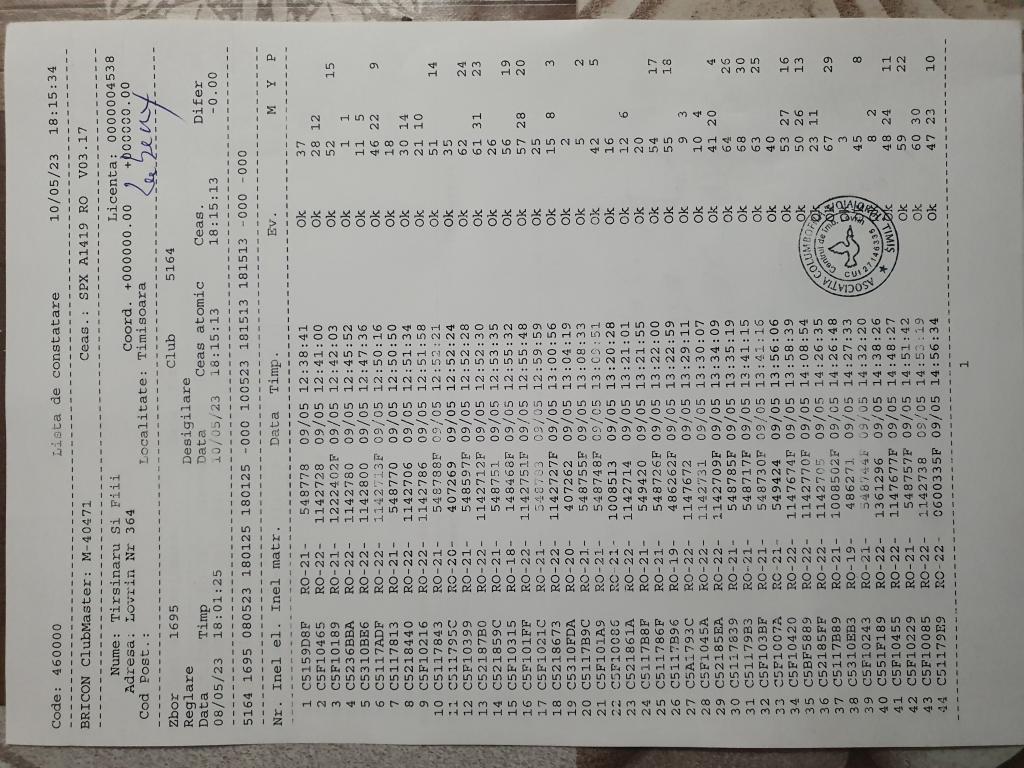 Code: 460000 Lista de constatare 10/05/23 18:15:34
BRICON ClubMaster: M-40471 Ceas.: SPX A1419 RO V03.17
Nume: Tirsinaru Si Fiii Licenta: 0000004538
Adresa: Lovrin Nr 364 Coord. +000000.00 +000000.00
Cod Post.: Localitate: Timisoara
Zbor 1695 Club 5164
Reglare Desigilare
Data Timp Data Ceas atomic Ceas. Difer
08/05/23 18:01:25 10/05/23 18:15:13 18:15:13 -0.00
5164 1695 080523 180125 180125 -000 100523 181513 181513 181513 -000 -000
Nr. Inel el. Inel matr. Data Timp. Ev. M Y P
1 C5159D8F RO-21- 548778 09/05 12:38:41 Ok 37
2 C5F10465 RO-22- 1142728 09/05 12:41:00 Ok 28 12
3 C5F10189 RO-21- 1222402F 09/05 12:42:03 Ok 52 15
4 C5236BBA RO-22- 1142780 09/05 12:45:52 Ok 1 1
5 C5310BE6 RO-22- 1142800 09/05 12:47:36 Ok 11 5
6 C5117ADF RO-22- 1142713F 09/05 12:50:16 Ok 46 22 9
7 C5117813 RO-21- 548770 09/05 12:50:50 Ok 18
8 C5218440 RO-22- 1142706 09/05 12:51:34 Ok 30 14
9 C5F10216 RO-22- 1142786 09/05 12:51:58 Ok 21 10
10 C5117843 RO-21- 548788F 09/05 12:52:21 Ok 51 14
11 C511795C RO-20- 407269 09/05 12:52:24 Ok 35
12 C5F10399 RO-21- 548597F 09/05 12:52:28 Ok 62 24
13 C52187B0 RO-22- 1142712F 09/05 12:52:30 Ok 61 31 23
14 C521859E RO-21- 548751 09/05 12:53:35 Ok 26
15 C5F10315 RO-18- 148468F 09/05 12:55:32 Ok 56 19
16 C5F101FF RO-22- 1142751F 09/05 12:55:48 Ok 57 28 20
17 C5F1021C RO-21- 548783 09/05 12:59:59 Ok 25
18 C5218673 RO-22- 1142727F 09/05 13:00:56 Ok 15 8 3
19 C5310FDA RO-20- 407262 09/05 13:04:19 Ok 2
20 C5117B9C RO-21- 548755F 09/05 13:08:33 Ok 5 2
21 C5F101A9 RO-21- 548748F 09/05 13:09:51 Ok 42 5
22 C5F10086 RO-21- 1008513 09/05 13:20:28 Ok 16
23 C521861A RO-22- 1142714 09/05 13:21:01 Ok 12 6
24 C5117B8F RO-21- 549420 09/05 13:21:55 Ok 20
25 C511786F RO-21- 548726F 09/05 13:22:00 Ok 54 17
26 C5117B96 RO-19- 486262F 09/05 13:22:59 Ok 55 18
27 C5A1793C RO-22- 1147672 09/05 13:29:11 Ok 9 3
28 C5F1045A RO-22- 1142731 09/05 13:30:07 Ok 10 4
29 C52185EA RO-22- 1142709F 09/05 13:34:09 Ok 41 20 4
30 C5117839 RO-21- 548785F 09/05 13:35:19 Ok 64 26
31 C51179B3 RO-21- 548717F 09/05 13:41:15 Ok 68 30
32 C5F103BF RO-21- 548730F 09/05 13:41:16 Ok 63 25
33 C5F1007A RO-21- 549424 09/05 13:56:06 Ok 40
34 C5F10420 RO-22- 1147674F 09/05 13:58:39 Ok 53 27 16
35 C5BF5889 RO-22- 1142770F 09/05 14:08:54 Ok 50 26 13
36 C52185FF RO-22- 1142705 09/05 14:26:35 Ok 23 11
37 C5117B89 RO-21- 1008502F 09/05 14:26:48 Ok 67 29
38 C5310EB3 RO-19- 486271 09/05 14:27:33 Ok 3
39 C5F10243 RO-21- 548744F 09/05 14:32:20 Ok 45 8
40 C551F189 RO-22- 1361296 09/05 14:38:26 Ok 8 2
41 C5F10455 RO-22- 1147677F 09/05 14:48:27 Ok 48 24 11
42 C5F10229 RO-21- 548757F 09/05 14:51:42 Ok 59 22
43 C5F10085 RO-22- 1142738 09/05 14:53:19 Ok 60 30
44 C51179E9 RO-22- 0600335F 09/05 14:56:34 Ok 47 23 10
ASOCIATIA COLUMBOFILA TIMIS
CUI 27146335
1